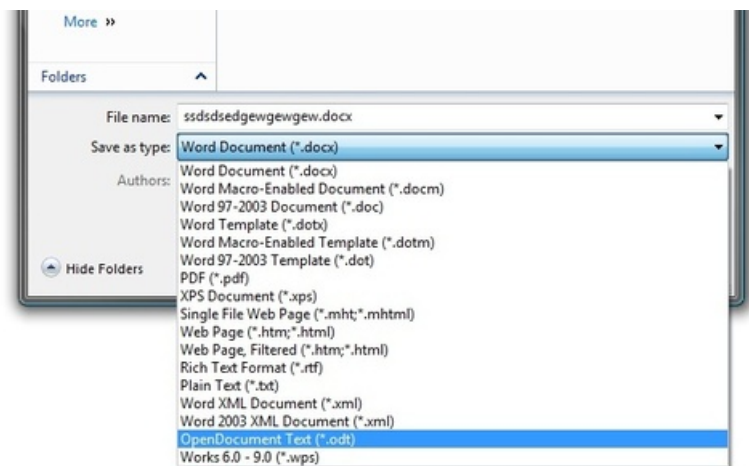 More »
Folders
File name: ssdsdsedgewgewgew.docx
Save as type: Word Document (*.docx)
Authors:
Word Document (*.docx)
Word Macro-Enabled Document (*.docm)
Word 97-2003 Document (*.doc)
Word Template (*.dotx)
Word Macro-Enabled Template (*.dotm)
Word 97-2003 Template (*.dot)
Hide Folders
PDF (*.pdf)
XPS Document (*.xps)
Single File Web Page (*.mht;*.mhtml)
Web Page (*.htm;*.html)
Web Page, Filtered (*.htm;*.html)
Rich Text Format (*.rtf)
Plain Text (*.txt)
Word XML Document (*.xml)
Word 2003 XML Document (*.xml)
OpenDocument Text (*.odt)
Works 6.0 - 9.0 (*.wps)